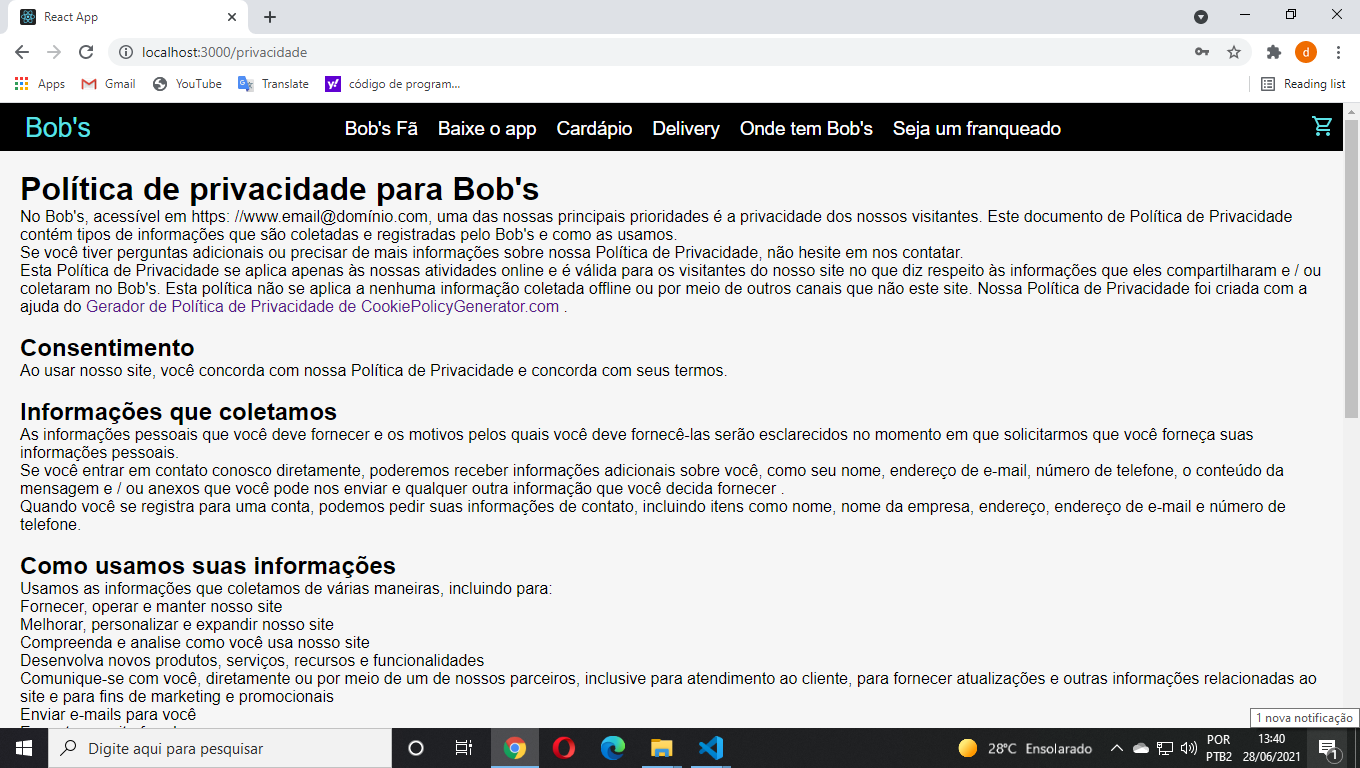 React App
localhost:3000/privacidade
d
Apps Gmail YouTube Translate y! código de program... Reading list
Bob's Bob's Fã Baixe o app Cardápio Delivery Onde tem Bob's Seja um franqueado
Política de privacidade para Bob's
No Bob's, acessível em https: //www.email@domínio.com, uma das nossas principais prioridades é a privacidade dos nossos visitantes. Este documento de Política de Privacidade
contém tipos de informações que são coletadas e registradas pelo Bob's e como as usamos.
Se você tiver perguntas adicionais ou precisar de mais informações sobre nossa Política de Privacidade, não hesite em nos contatar.
Esta Política de Privacidade se aplica apenas às nossas atividades online e é válida para os visitantes do nosso site no que diz respeito às informações que eles compartilharam e / ou
coletaram no Bob's. Esta política não se aplica a nenhuma informação coletada offline ou por meio de outros canais que não este site. Nossa Política de Privacidade foi criada com a
ajuda do Gerador de Política de Privacidade de CookiePolicyGenerator.com .
Consentimento
Ao usar nosso site, você concorda com nossa Política de Privacidade e concorda com seus termos.
Informações que coletamos
As informações pessoais que você deve fornecer e os motivos pelos quais você deve fornecê-las serão esclarecidos no momento em que solicitarmos que você forneça suas
informações pessoais.
Se você entrar em contato conosco diretamente, poderemos receber informações adicionais sobre você, como seu nome, endereço de e-mail, número de telefone, o conteúdo da
mensagem e / ou anexos que você pode nos enviar e qualquer outra informação que você decida fornecer .
Quando você se registra para uma conta, podemos pedir suas informações de contato, incluindo itens como nome, nome da empresa, endereço, endereço de e-mail e número de
telefone.
Como usamos suas informações
Usamos as informações que coletamos de várias maneiras, incluindo para:
Fornecer, operar e manter nosso site
Melhorar, personalizar e expandir nosso site
Compreenda e analise como você usa nosso site
Desenvolva novos produtos, serviços, recursos e funcionalidades
Comunique-se com você, diretamente ou por meio de um de nossos parceiros, inclusive para atendimento ao cliente, para fornecer atualizações e outras informações relacionadas ao
site e para fins de marketing e promocionais
Enviar e-mails para você
1 nova notificação
Digite aqui para pesquisar
28°C Ensolarado
POR
PTB2
13:40
28/06/2021
1